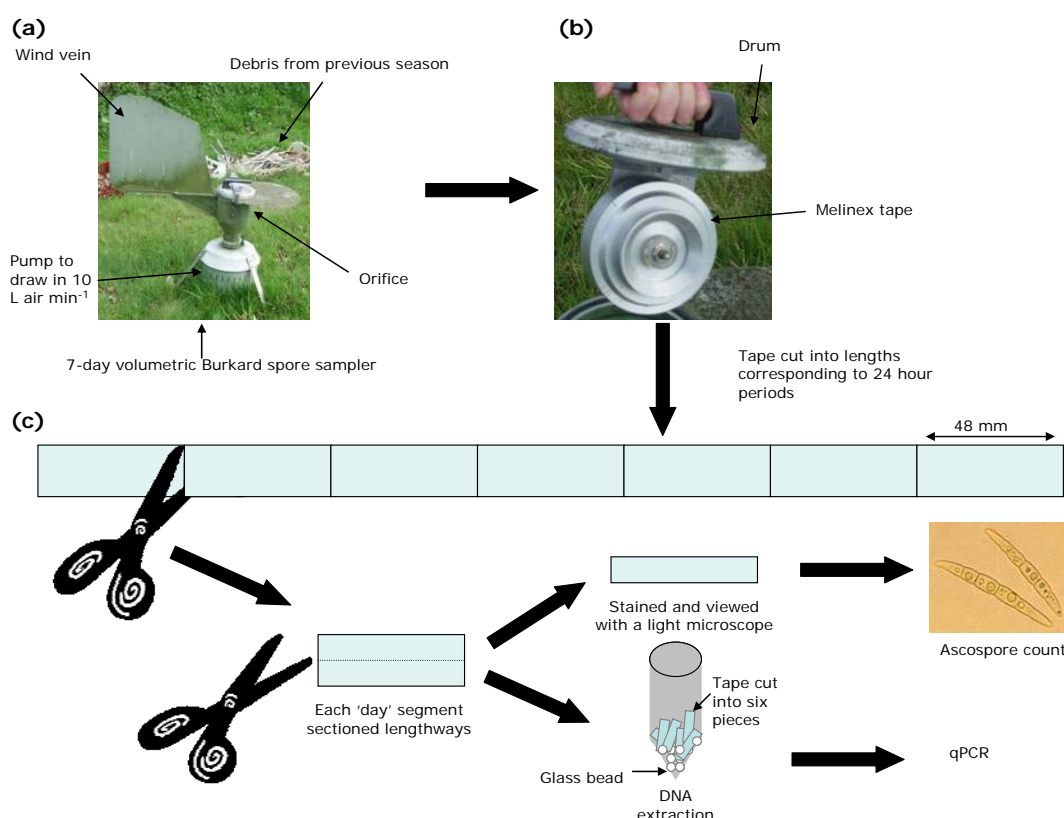 (a)
Wind vein
Debris from previous season
Pump to
draw in 10
L air min-1
Orifice
7-day volumetric Burkard spore sampler
(b)
Drum
Melinex tape
Tape cut into lengths
corresponding to 24 hour
periods
(c)
48 mm
Each ‘day’ segment
sectioned lengthways
Stained and viewed
with a light microscope
Ascospore count
Tape cut
into six
pieces
Glass bead
DNA
extraction
qPCR